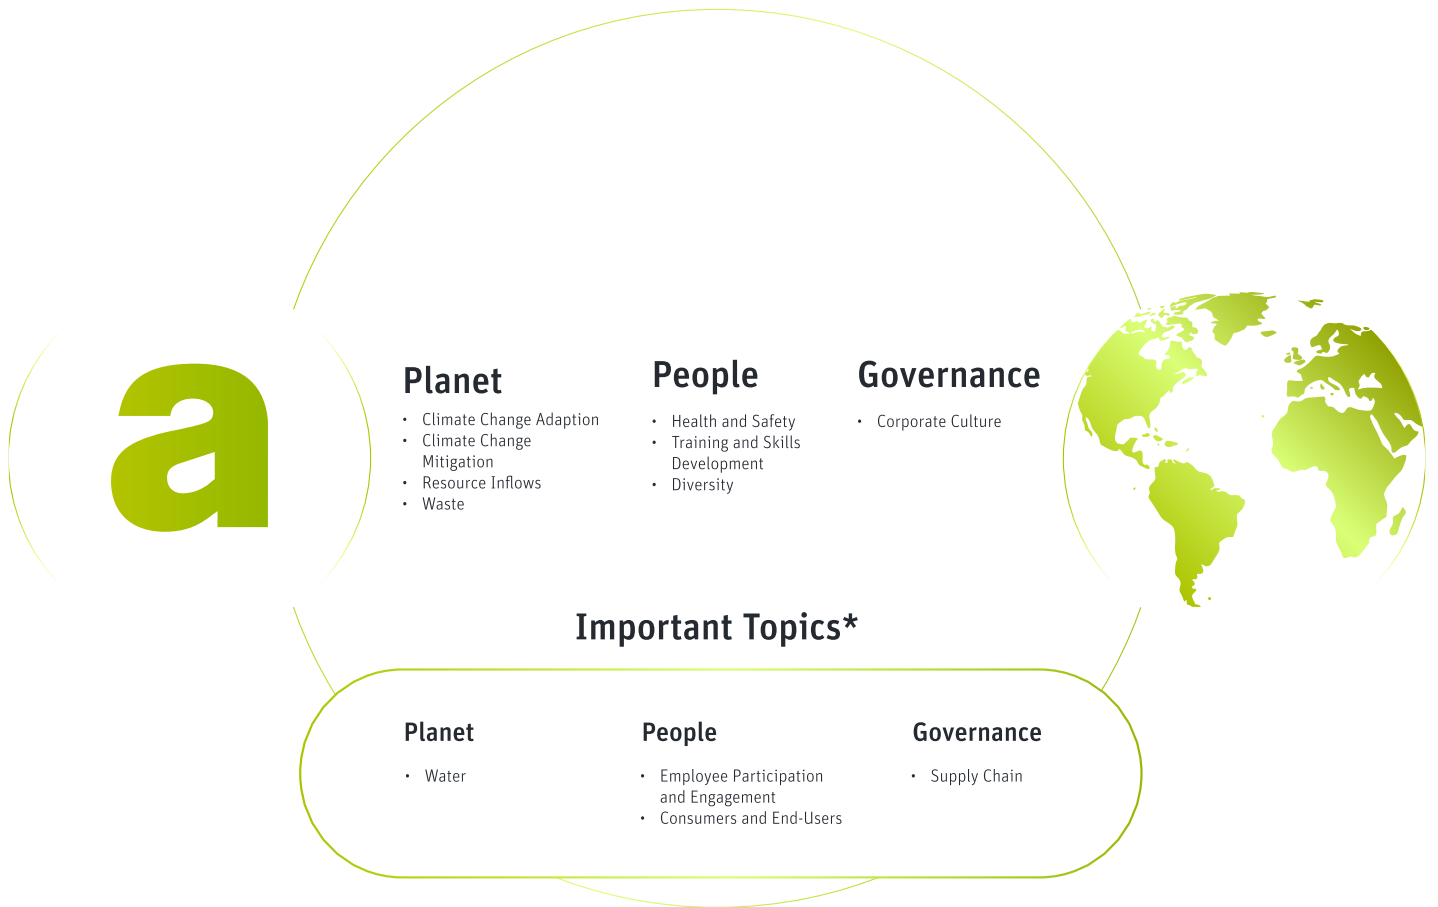 a
Planet
• Climate Change Adaption
• Climate Change
Mitigation
• Resource Inflows
• Waste
People
• Health and Safety
• Training and Skills
Development
• Diversity
Governance
• Corporate Culture
Important Topics*
Planet
• Water
People
• Employee Participation
and Engagement
• Consumers and End-Users
Governance
• Supply Chain